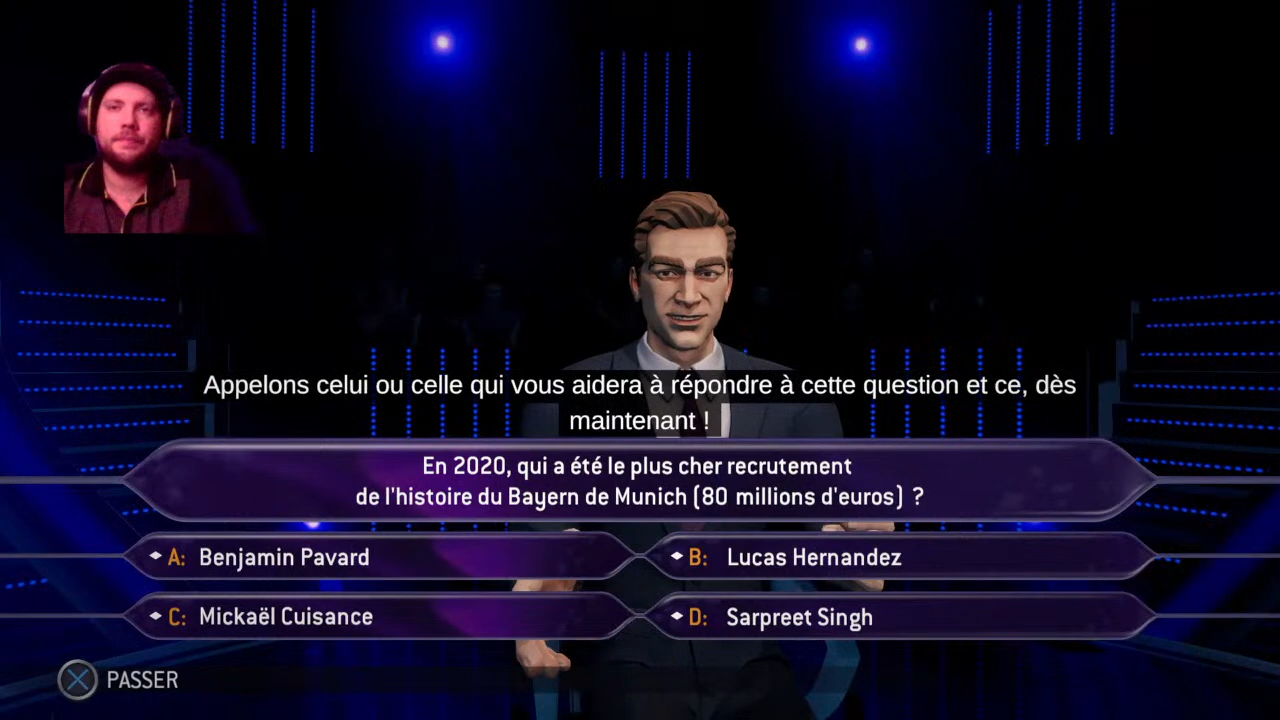 Appelons celui ou celle qui vous aidera à répondre à cette question et ce, dès
maintenant !
En 2020, qui a été le plus cher recrutement
de l'histoire du Bayern de Munich (80 millions d'euros) ?
A: Benjamin Pavard
B: Lucas Hernandez
C: Mickaël Cuisance
D: Sarpreet Singh
PASSER